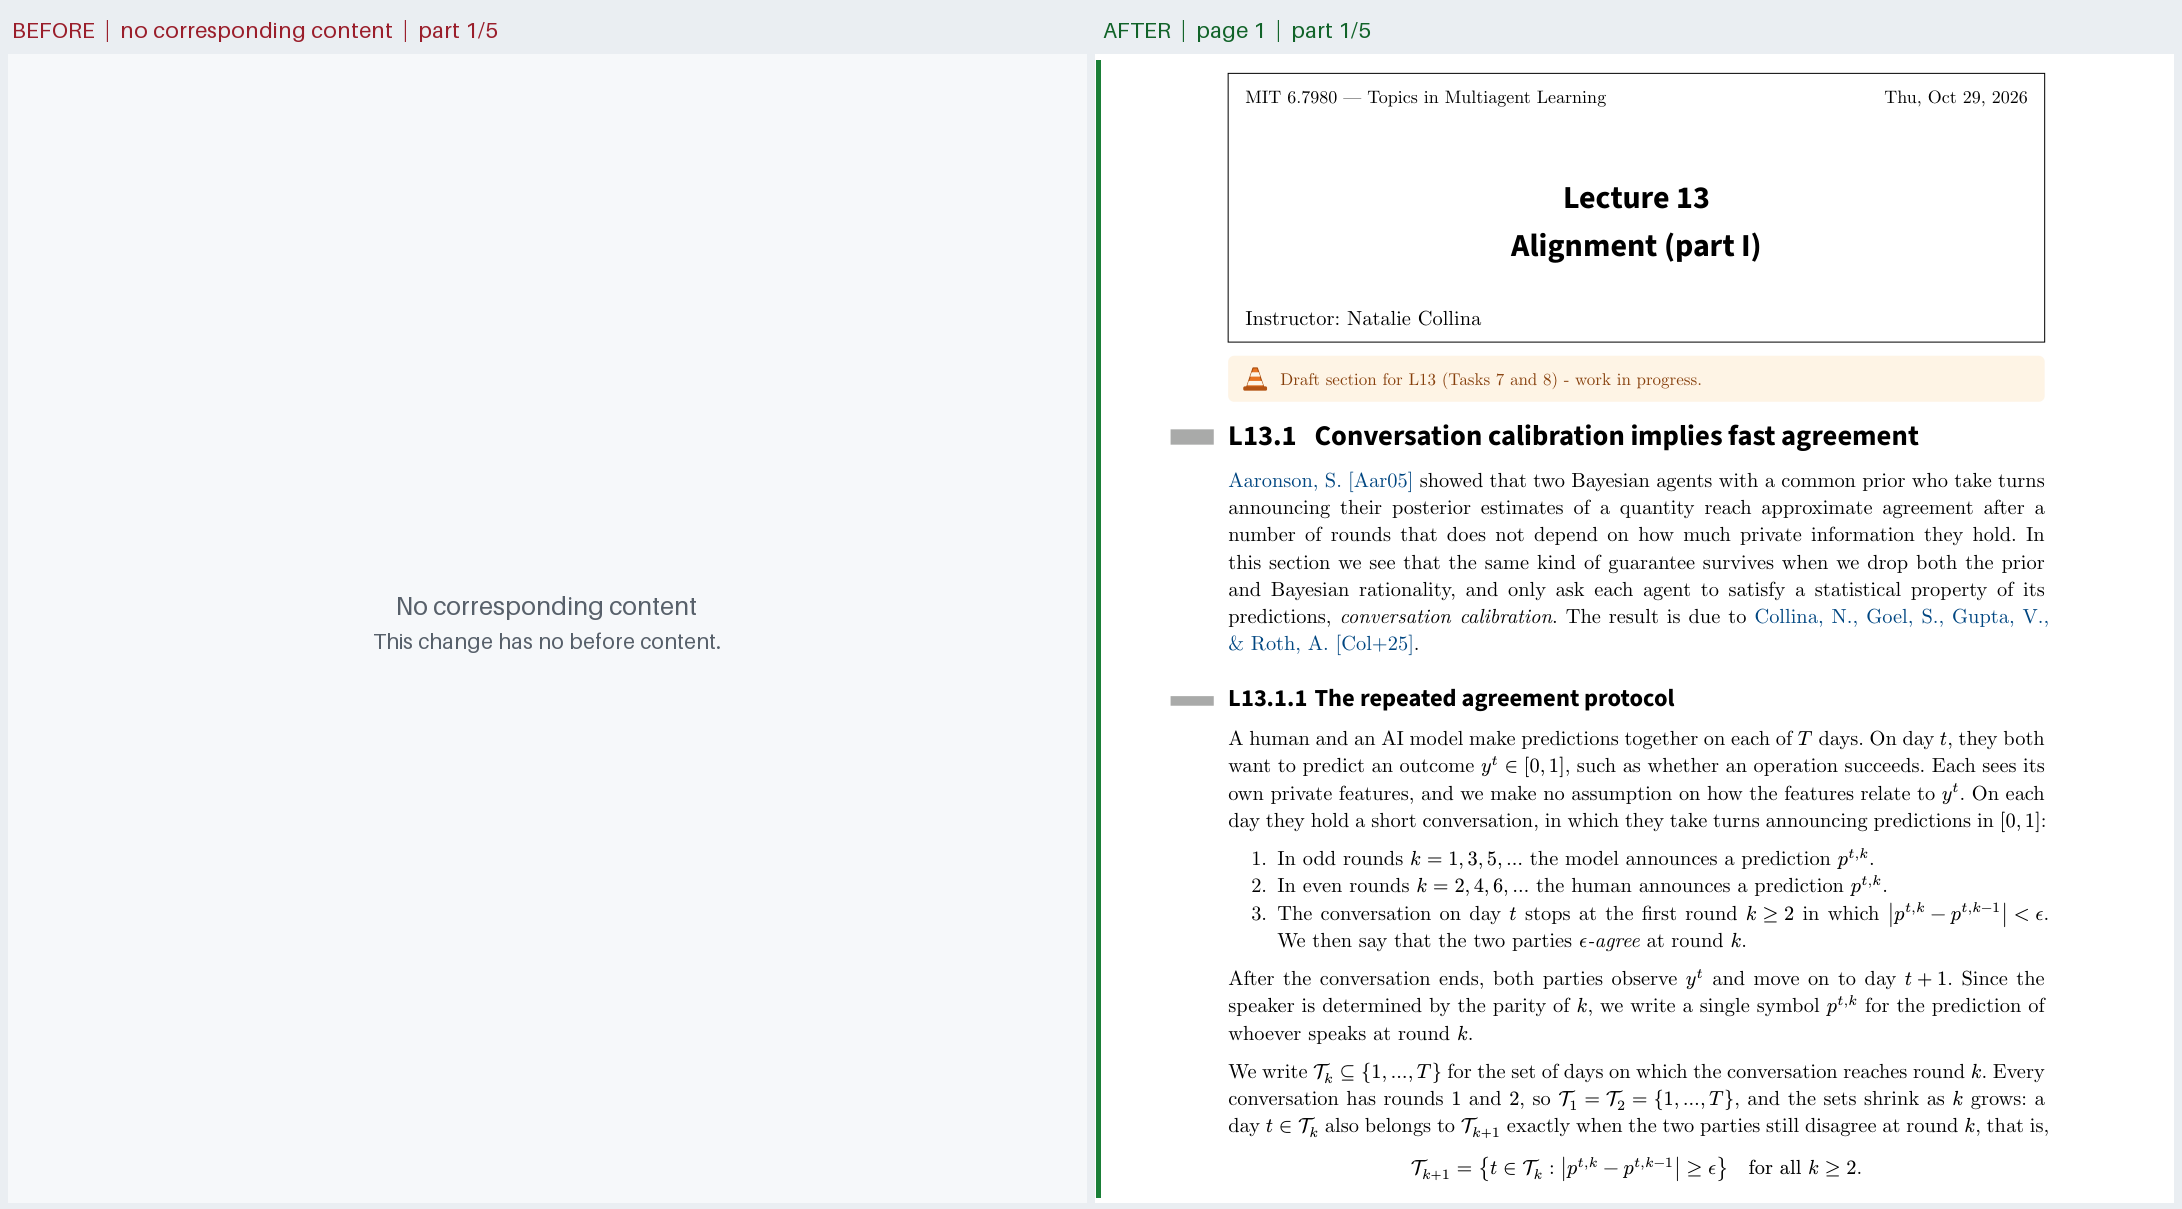 BEFORE | no corresponding content | part 1/5
No corresponding content
This change has no before content.
AFTER | page 1 | part 1/5
MIT 6.7980 — Topics in Multiagent Learning
Thu, Oct 29, 2026
Lecture 13
Alignment (part I)
Instructor: Natalie Collina
Draft section for L13 (Tasks 7 and 8) - work in progress.
L13.1 Conversation calibration implies fast agreement
Aaronson, S. [Aar05] showed that two Bayesian agents with a common prior who take turns
announcing their posterior estimates of a quantity reach approximate agreement after a
number of rounds that does not depend on how much private information they hold. In
this section we see that the same kind of guarantee survives when we drop both the prior
and Bayesian rationality, and only ask each agent to satisfy a statistical property of its
predictions, conversation calibration. The result is due to Collina, N., Goel, S., Gupta, V.,
& Roth, A. [Col+25].
L13.1.1 The repeated agreement protocol
A human and an AI model make predictions together on each of T days. On day t, they both
want to predict an outcome y^t ∈ [0, 1], such as whether an operation succeeds. Each sees its
own private features, and we make no assumption on how the features relate to y^t. On each
day they hold a short conversation, in which they take turns announcing predictions in [0, 1]:
1. In odd rounds k = 1, 3, 5, ... the model announces a prediction p^{t,k}.
2. In even rounds k = 2, 4, 6, ... the human announces a prediction p^{t,k}.
3. The conversation on day t stops at the first round k ≥ 2 in which |p^{t,k} − p^{t,k−1}| < ϵ.
We then say that the two parties ϵ-agree at round k.
After the conversation ends, both parties observe y^t and move on to day t + 1. Since the
speaker is determined by the parity of k, we write a single symbol p^{t,k} for the prediction of
whoever speaks at round k.
We write 𝒯_k ⊆ {1, ..., T} for the set of days on which the conversation reaches round k. Every
conversation has rounds 1 and 2, so 𝒯_1 = 𝒯_2 = {1, ..., T}, and the sets shrink as k grows: a
day t ∈ 𝒯_k also belongs to 𝒯_{k+1} exactly when the two parties still disagree at round k, that is,
𝒯_{k+1} = {t ∈ 𝒯_k : |p^{t,k} − p^{t,k−1}| ≥ ϵ} for all k ≥ 2.